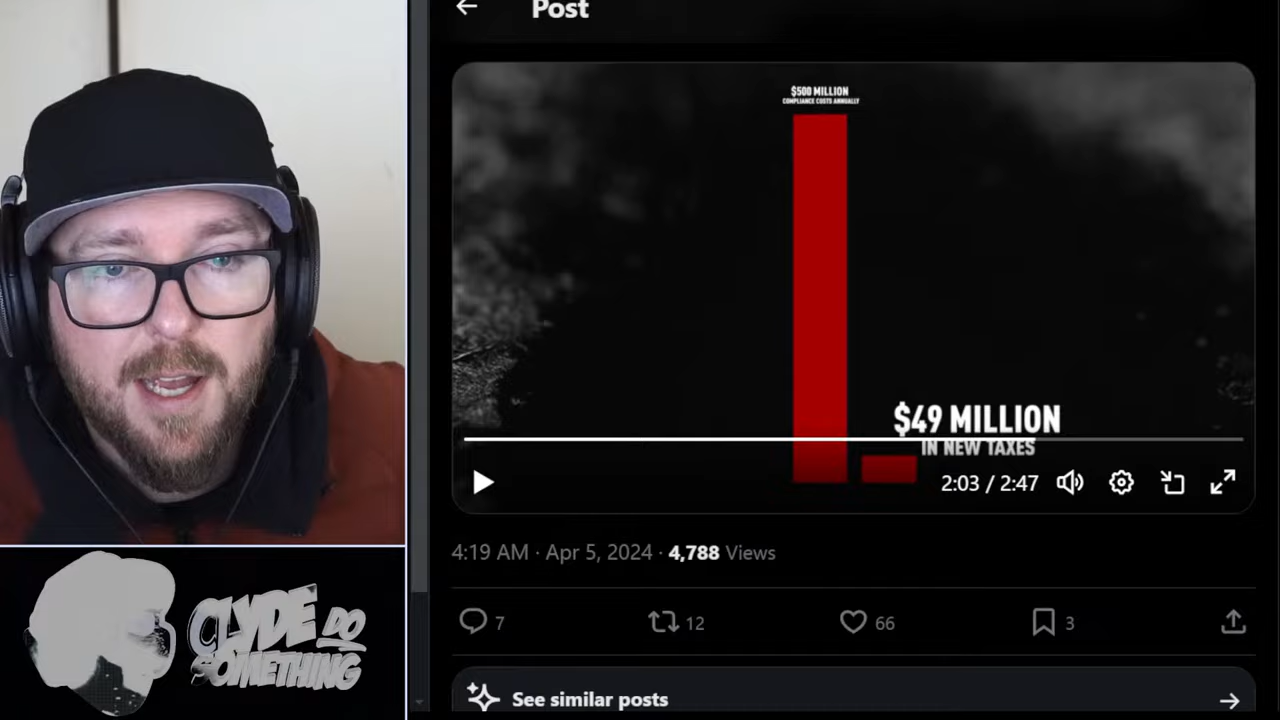 Post
$500 MILLION
COMPLIANCE COSTS ANNUALLY
$49 MILLION
IN NEW TAXES
2:03 / 2:47
4:19 AM · Apr 5, 2024 · 4,788 Views
7
12
66
3
See similar posts
CLYDE DO
SOMETHING